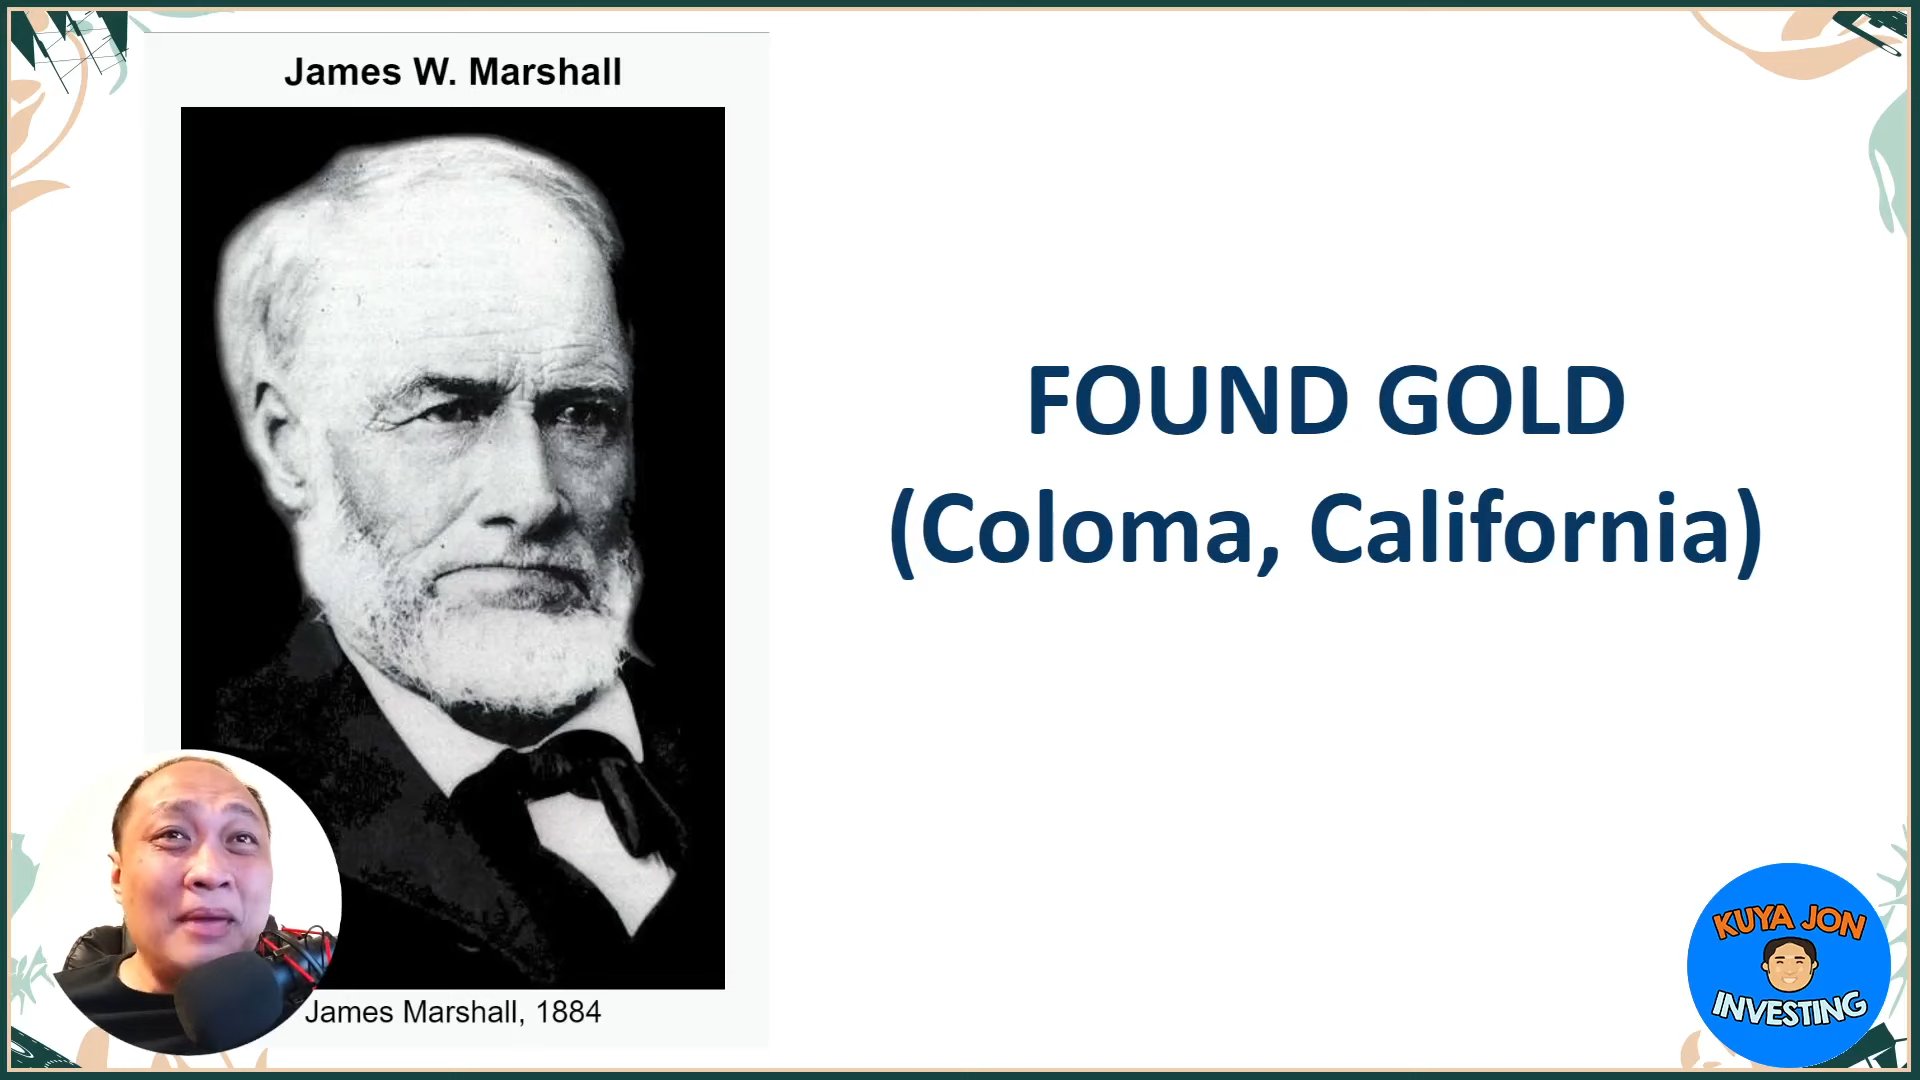 James W. Marshall
FOUND GOLD
(Coloma, California)
James Marshall, 1884
KUYA JON
INVESTING